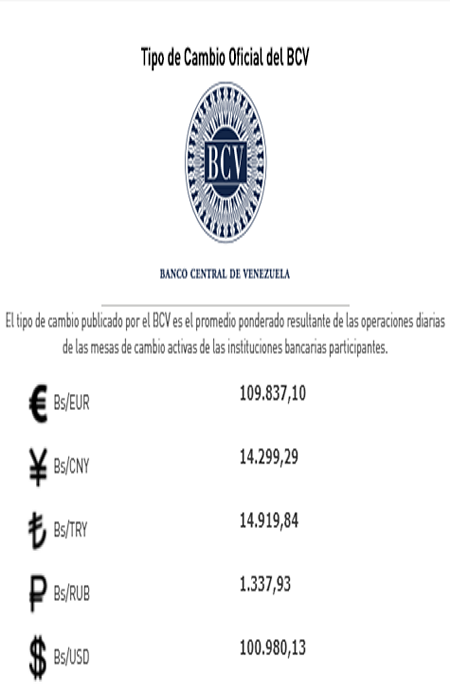 Tipo de Cambio Oficial del BCV
BCV
BANCO CENTRAL DE VENEZUELA
El tipo de cambio publicado por el BCV es el promedio ponderado resultante de las operaciones diarias
de las mesas de cambio activas de las instituciones bancarias participantes.
€ Bs/EUR 109.837,10
¥ Bs/CNY 14.299,29
₺ Bs/TRY 14.919,84
₽ Bs/RUB 1.337,93
$ Bs/USD 100.980,13